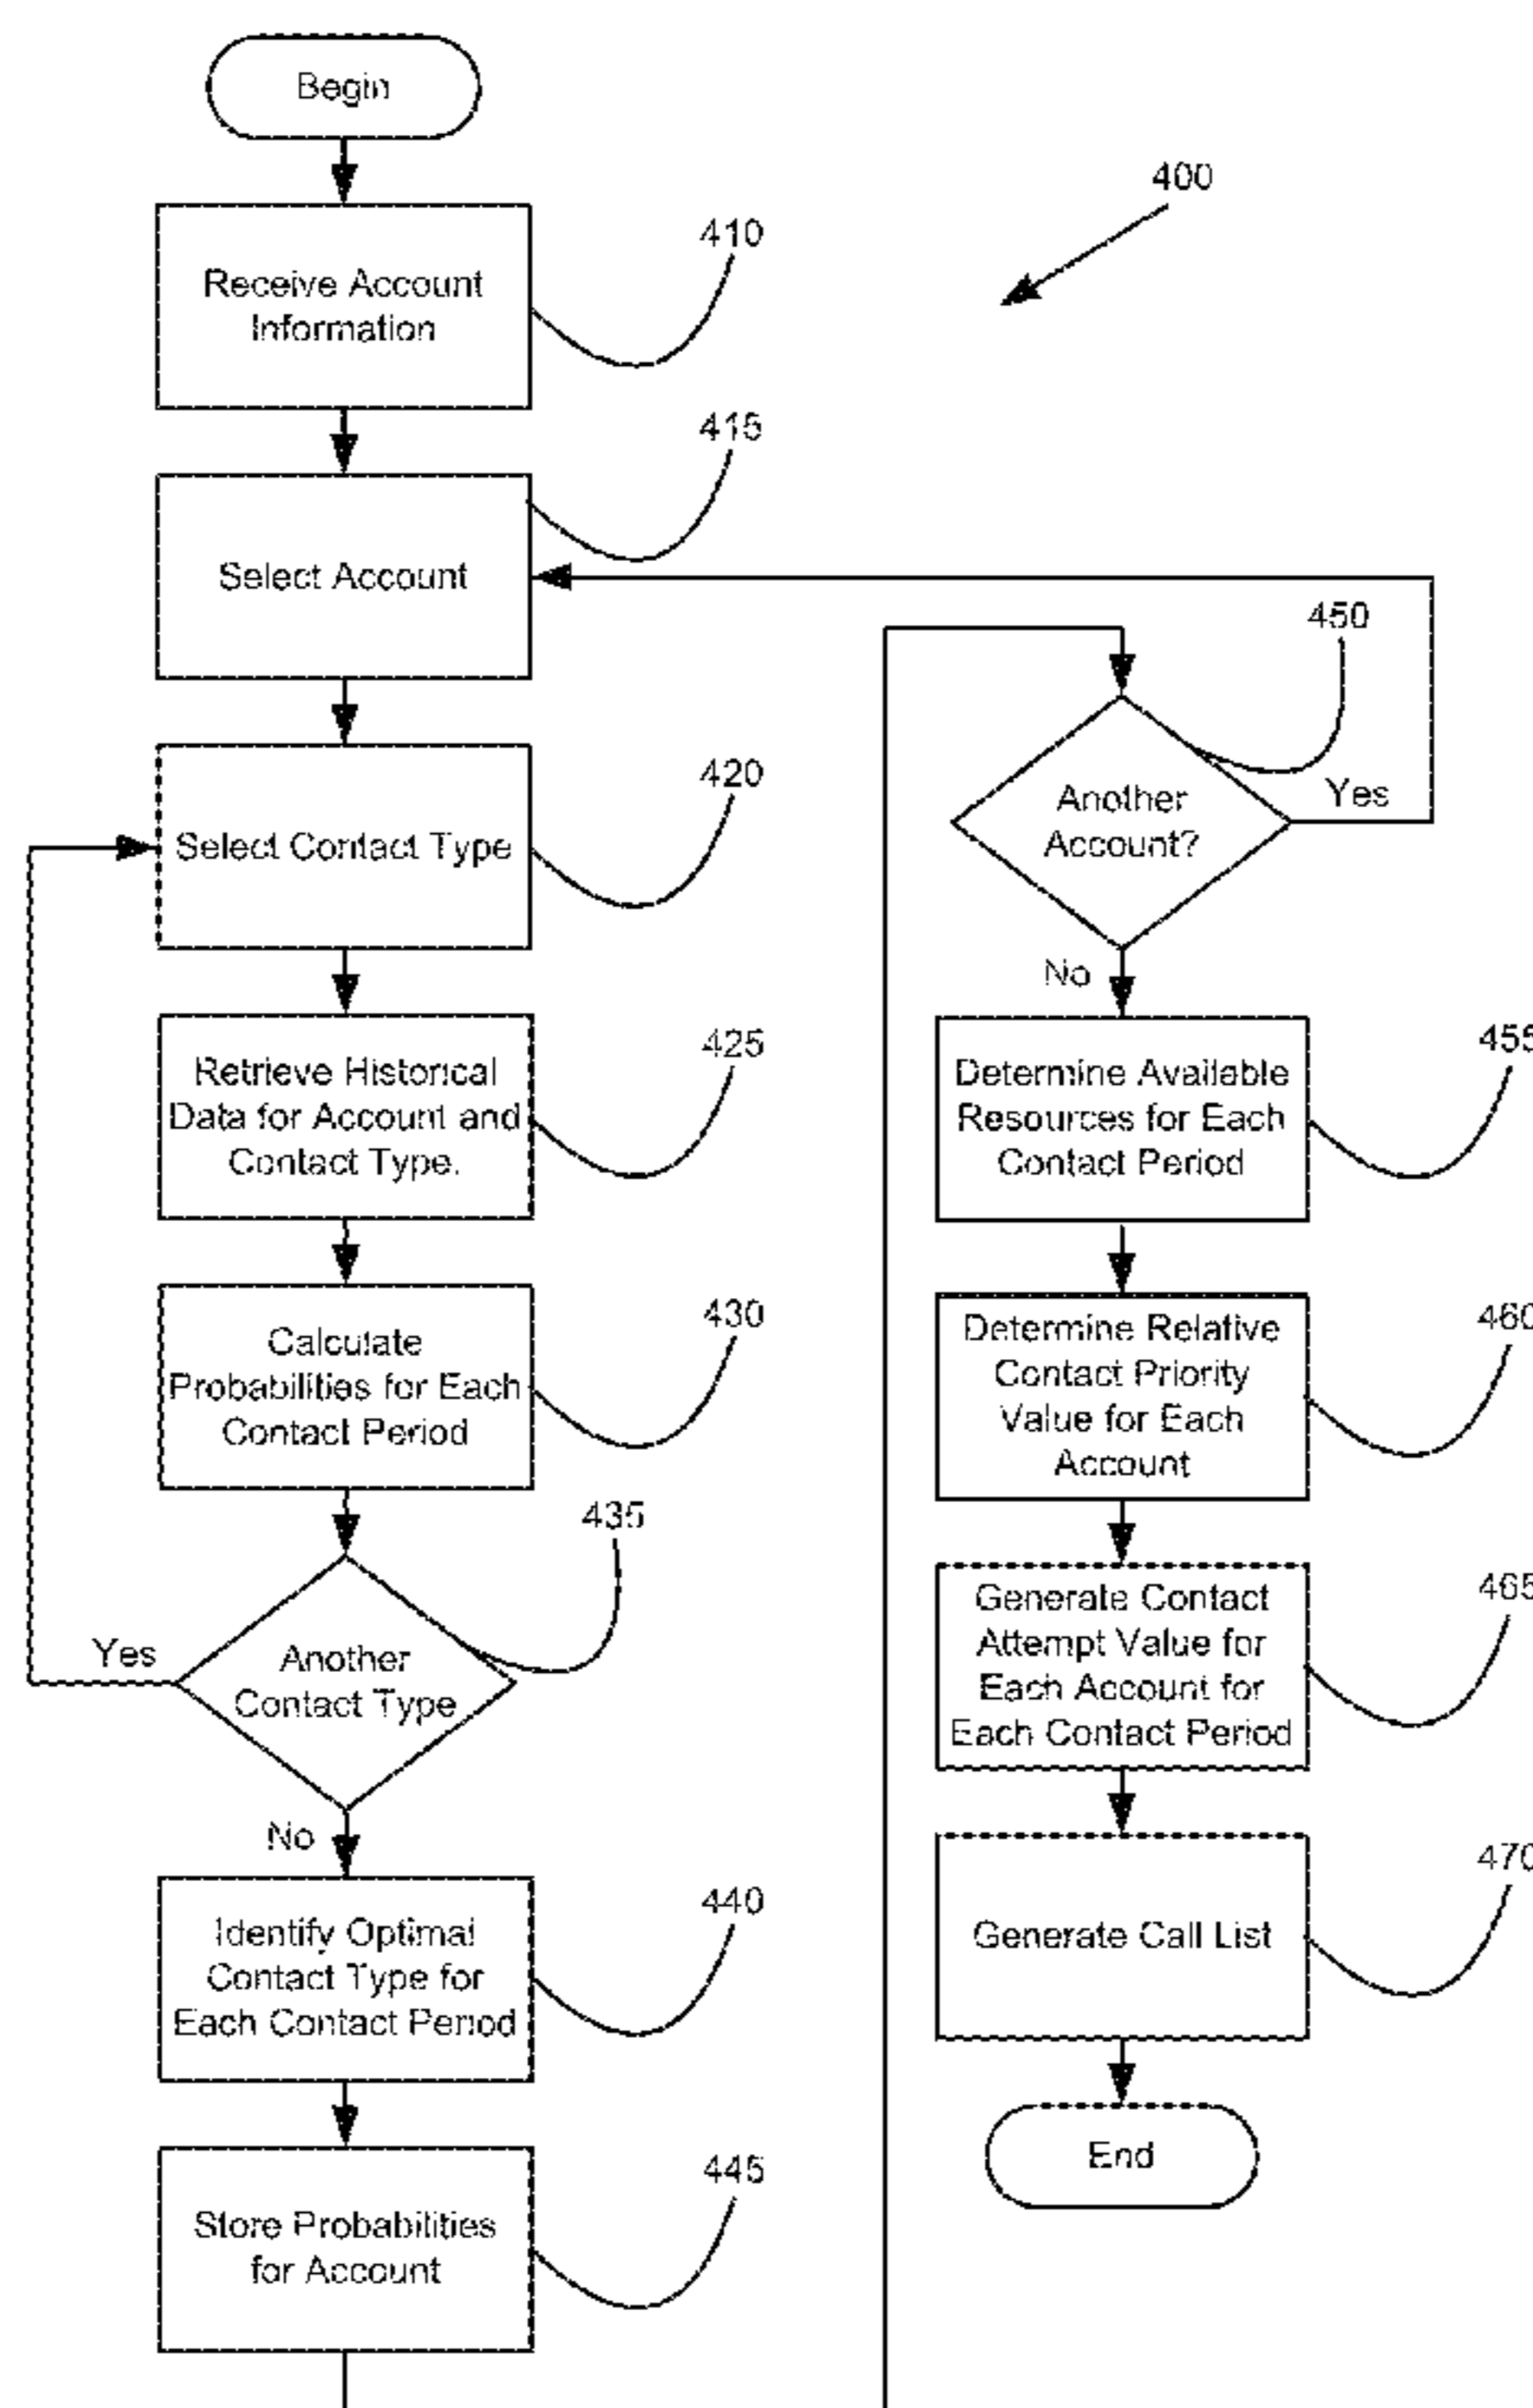 Begin
400
410
Receive Account
Information
415
Select Account
420
Select Contact Type
425
Retrieve Historical
Data for Account and
Contact Type.
430
Calculate
Probabilities for Each
Contact Period
435
Yes
Another
Contact Type
No
440
Identify Optimal
Contact Type for
Each Contact Period
445
Store Probabilities
for Account
450
Another
Account?
Yes
No
455
Determine Available
Resources for Each
Contact Period
460
Determine Relative
Contact Priority
Value for Each
Account
465
Generate Contact
Attempt Value for
Each Account for
Each Contact Period
470
Generate Call List
End